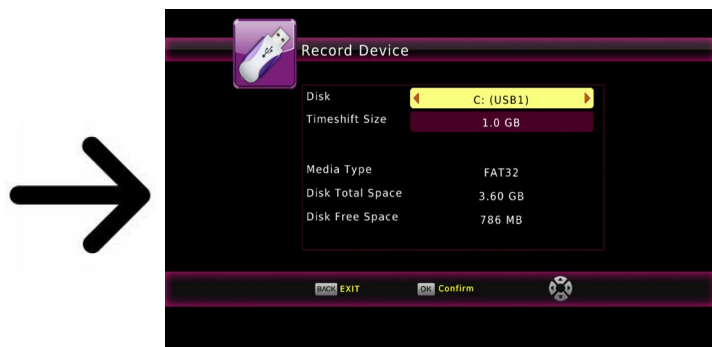 Record Device
Disk C: (USB1)
Timeshift Size 1.0 GB
Media Type FAT32
Disk Total Space 3.60 GB
Disk Free Space 786 MB
BACK EXIT OK Confirm